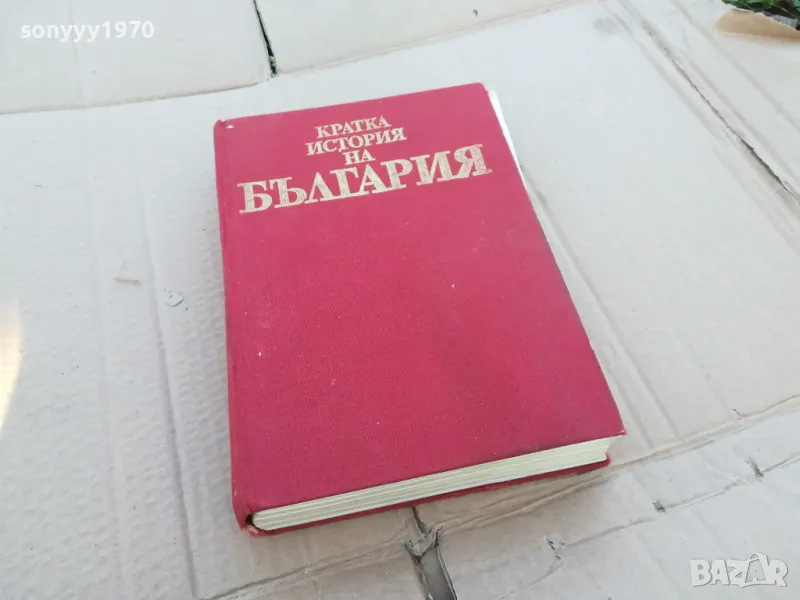 sonyyy1970
КРАТКА
ИСТОРИЯ
НА
БЪЛГАРИЯ
BAZAR